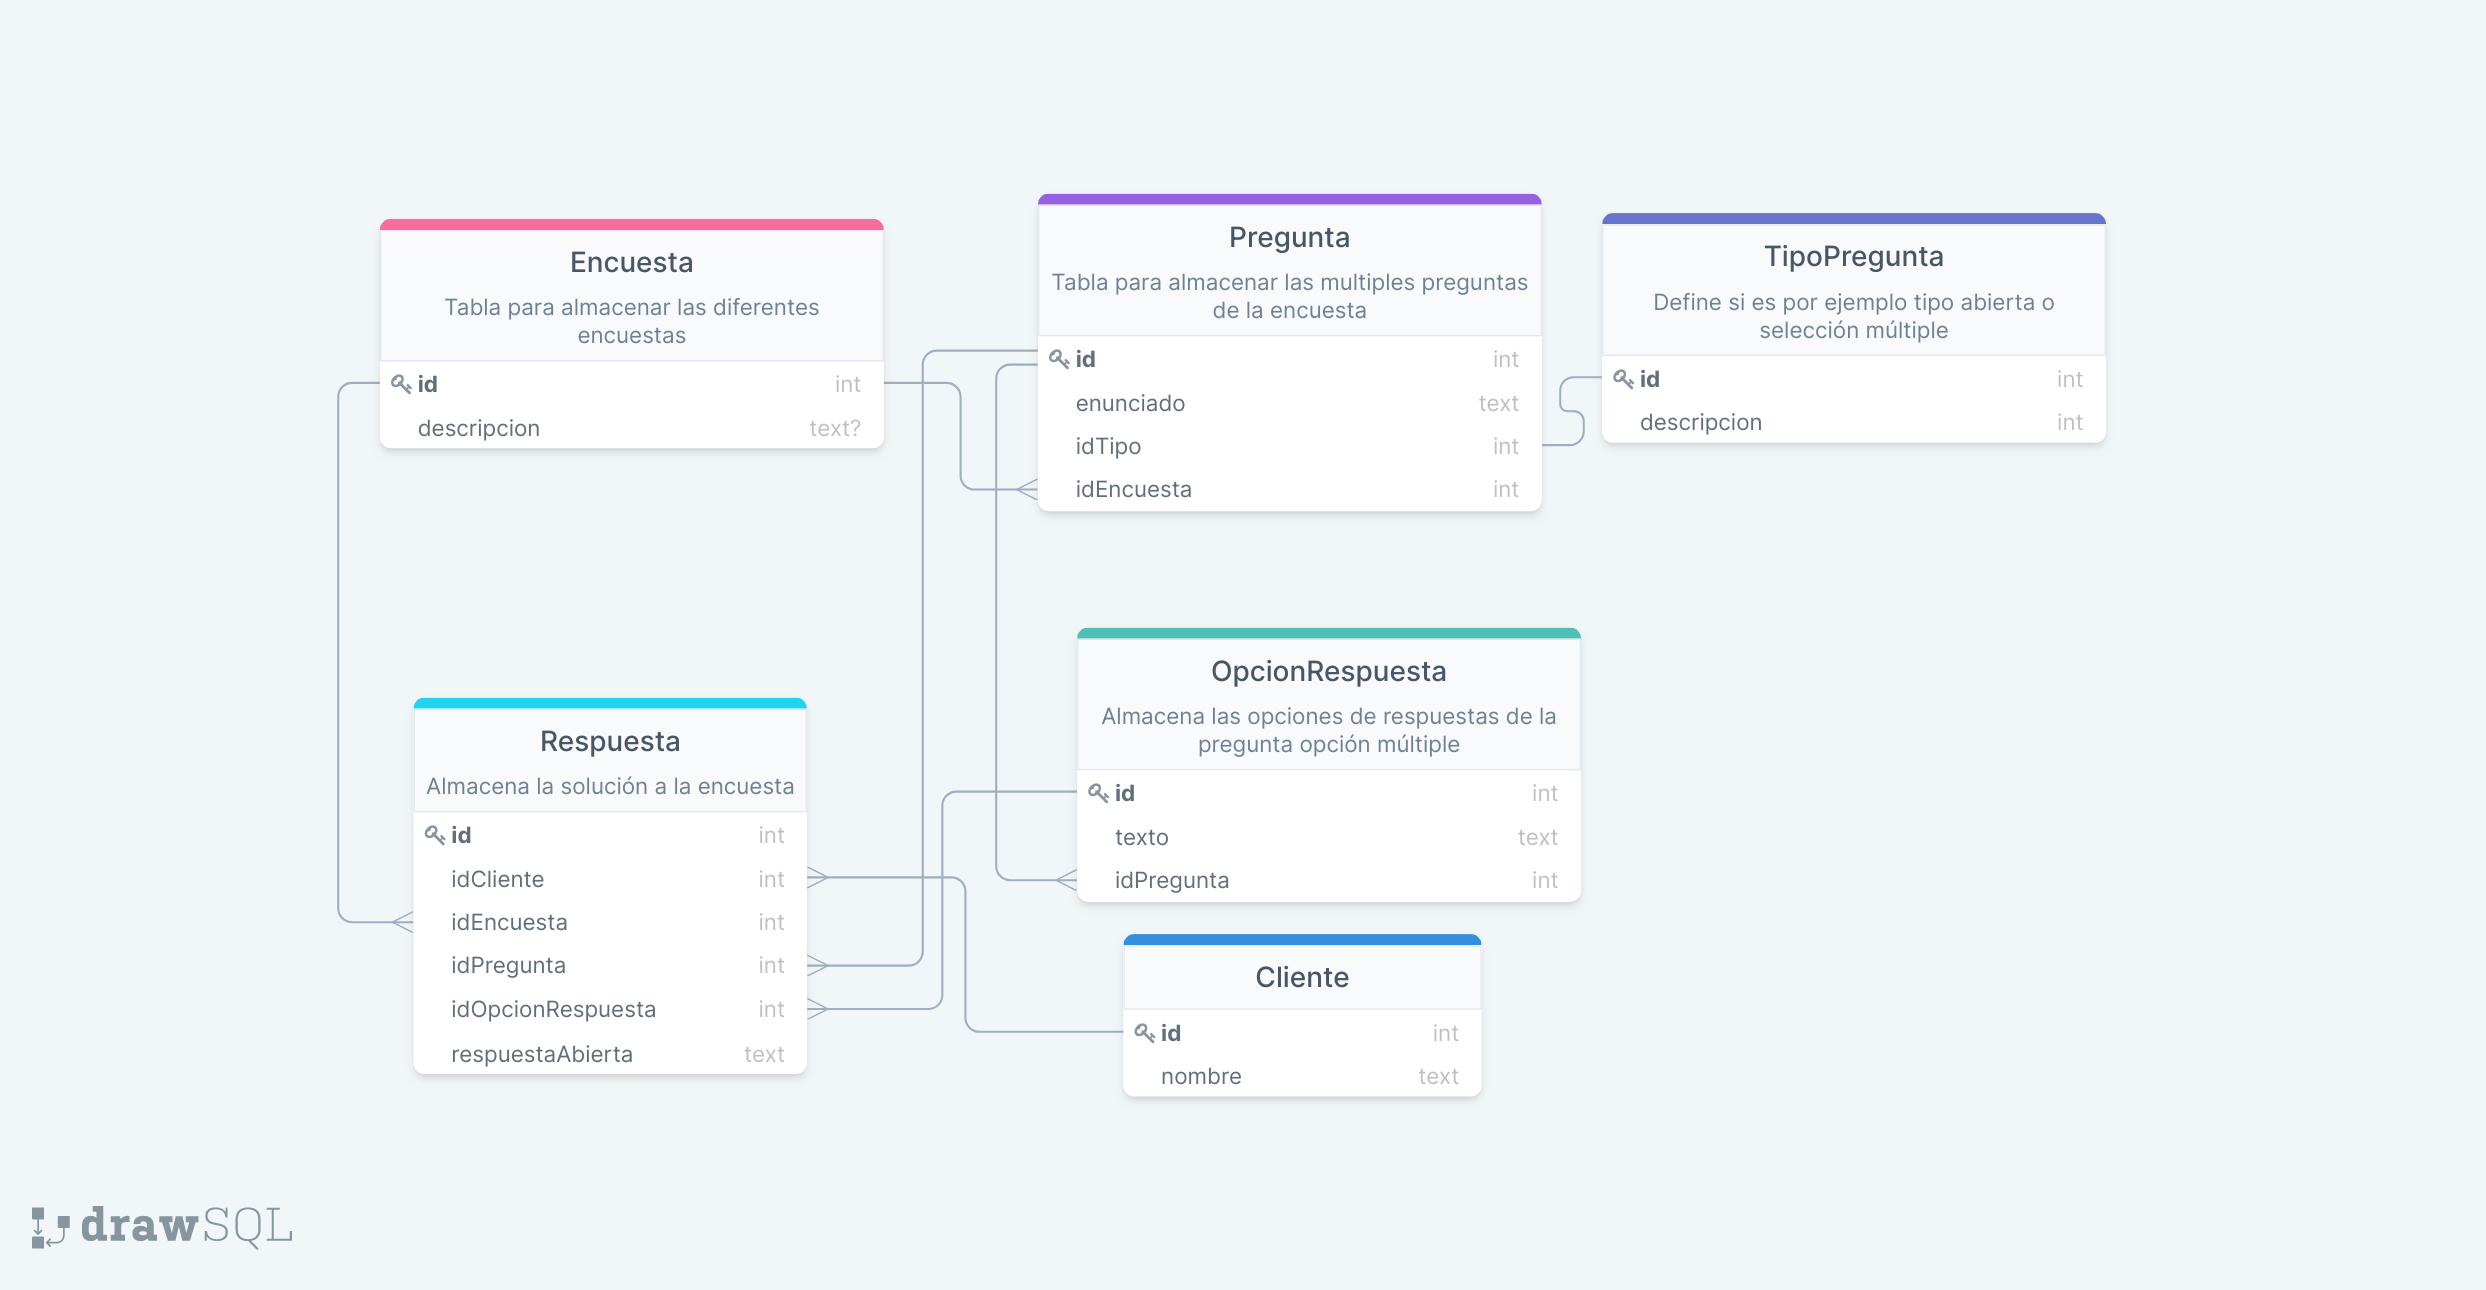 Encuesta
Tabla para almacenar las diferentes
encuestas
id int
descripcion text?
Pregunta
Tabla para almacenar las multiples preguntas
de la encuesta
id int
enunciado text
idTipo int
idEncuesta int
TipoPregunta
Define si es por ejemplo tipo abierta o
selección múltiple
id int
descripcion int
Respuesta
Almacena la solución a la encuesta
id int
idCliente int
idEncuesta int
idPregunta int
idOpcionRespuesta int
respuestaAbierta text
OpcionRespuesta
Almacena las opciones de respuestas de la
pregunta opción múltiple
id int
texto text
idPregunta int
Cliente
id int
nombre text
drawSQL